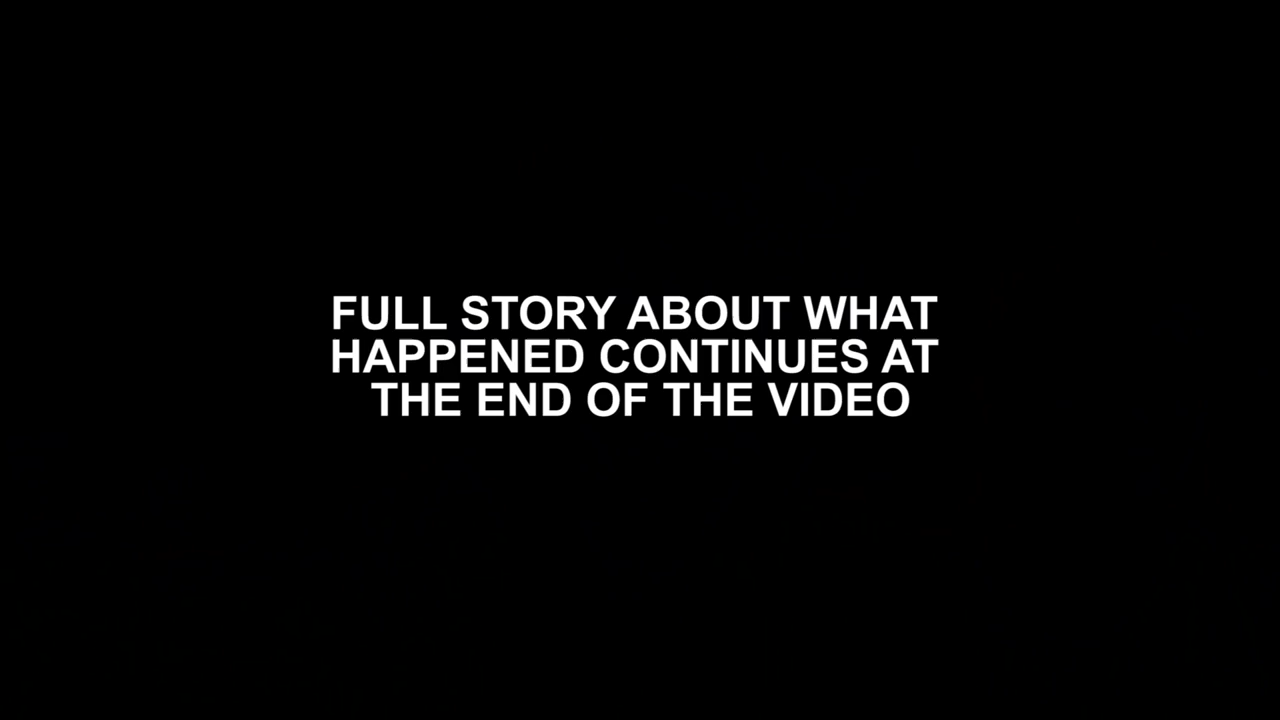 FULL STORY ABOUT WHAT
HAPPENED CONTINUES AT
THE END OF THE VIDEO